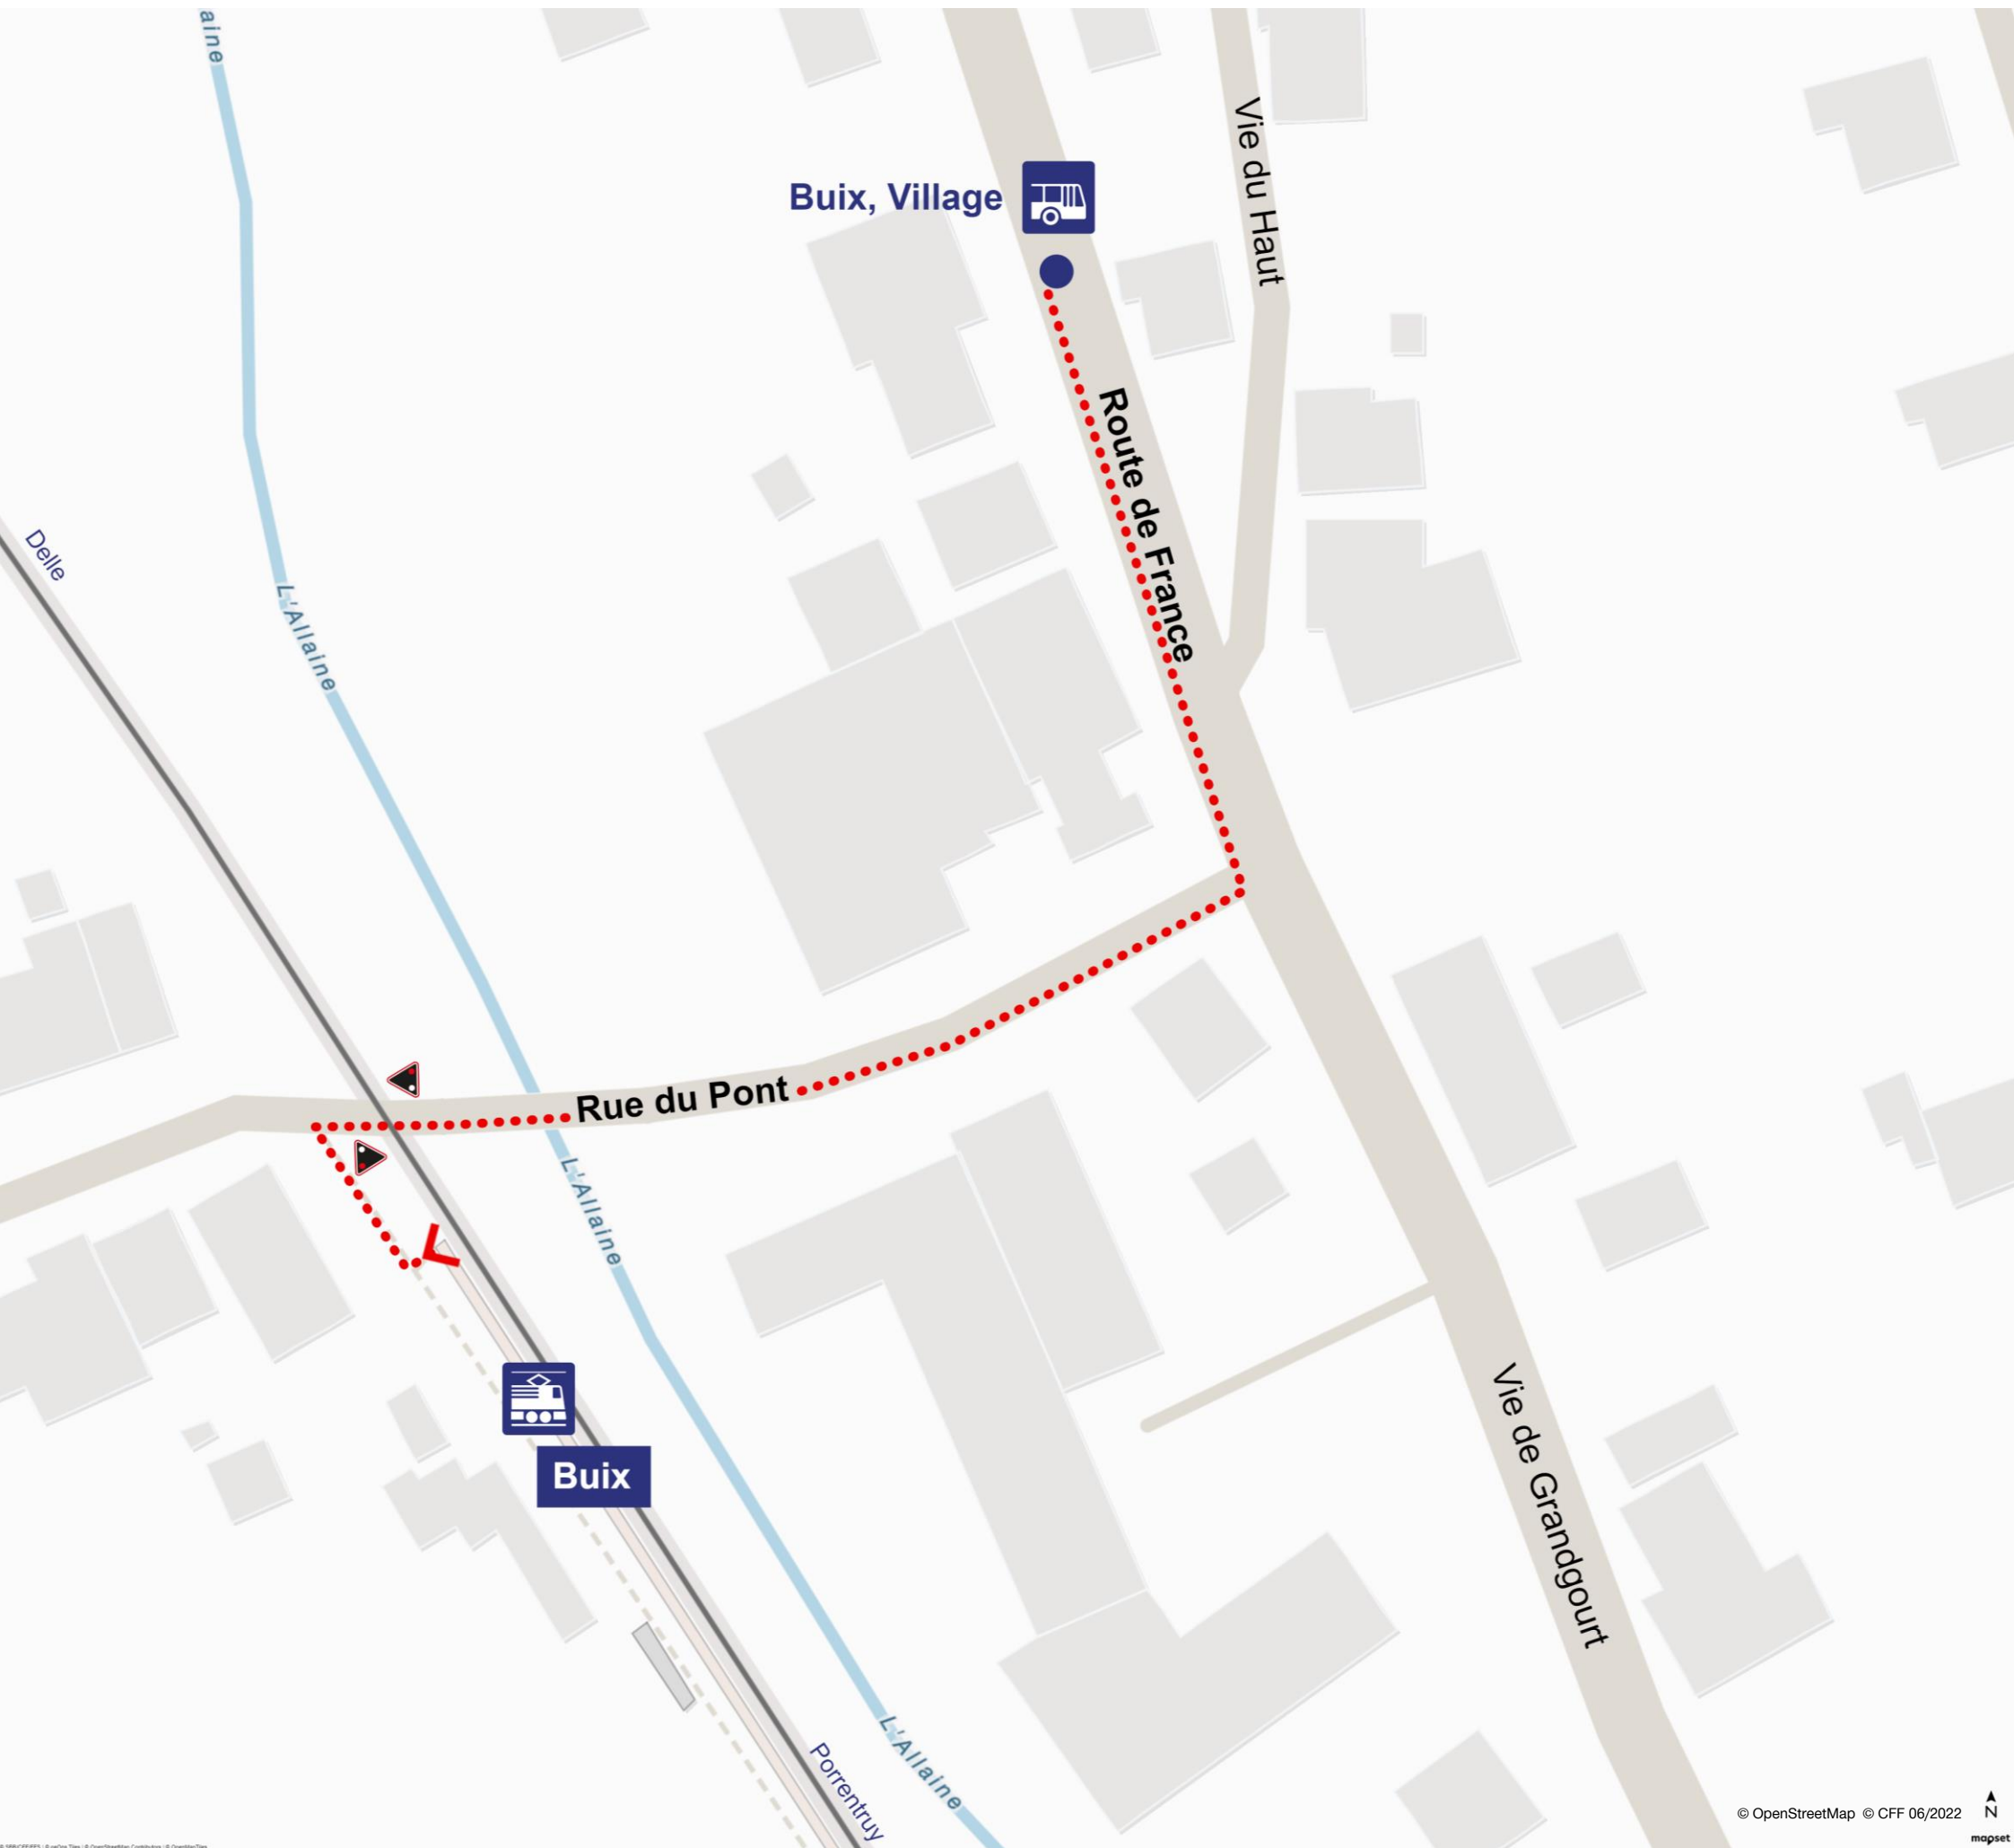 aine
Vie du Haut
Buix, Village
Route de France
Delle
L'Allaine
Rue du Pont
L'Allaine
Buix
Vie de Grandgourt
Porrentruy
L'Allaine
© OpenStreetMap © CFF 06/2022
N
mapset